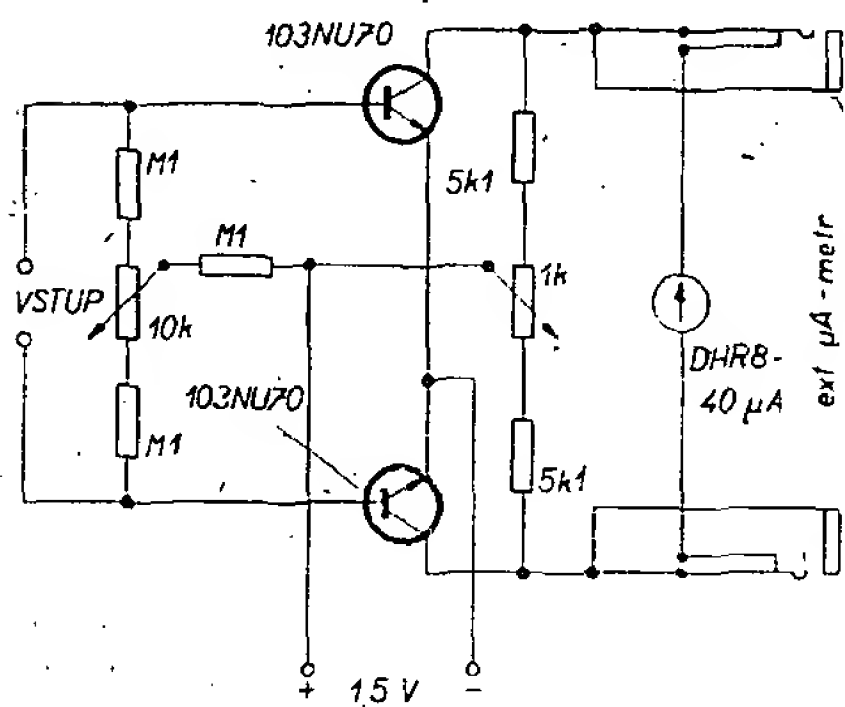 103NU70
M1
5k1
M1
VSTUP
10k
1k
DHR8-
40 µA
ext µA-metr
103NU70
M1
5k1
+ 1,5 V -